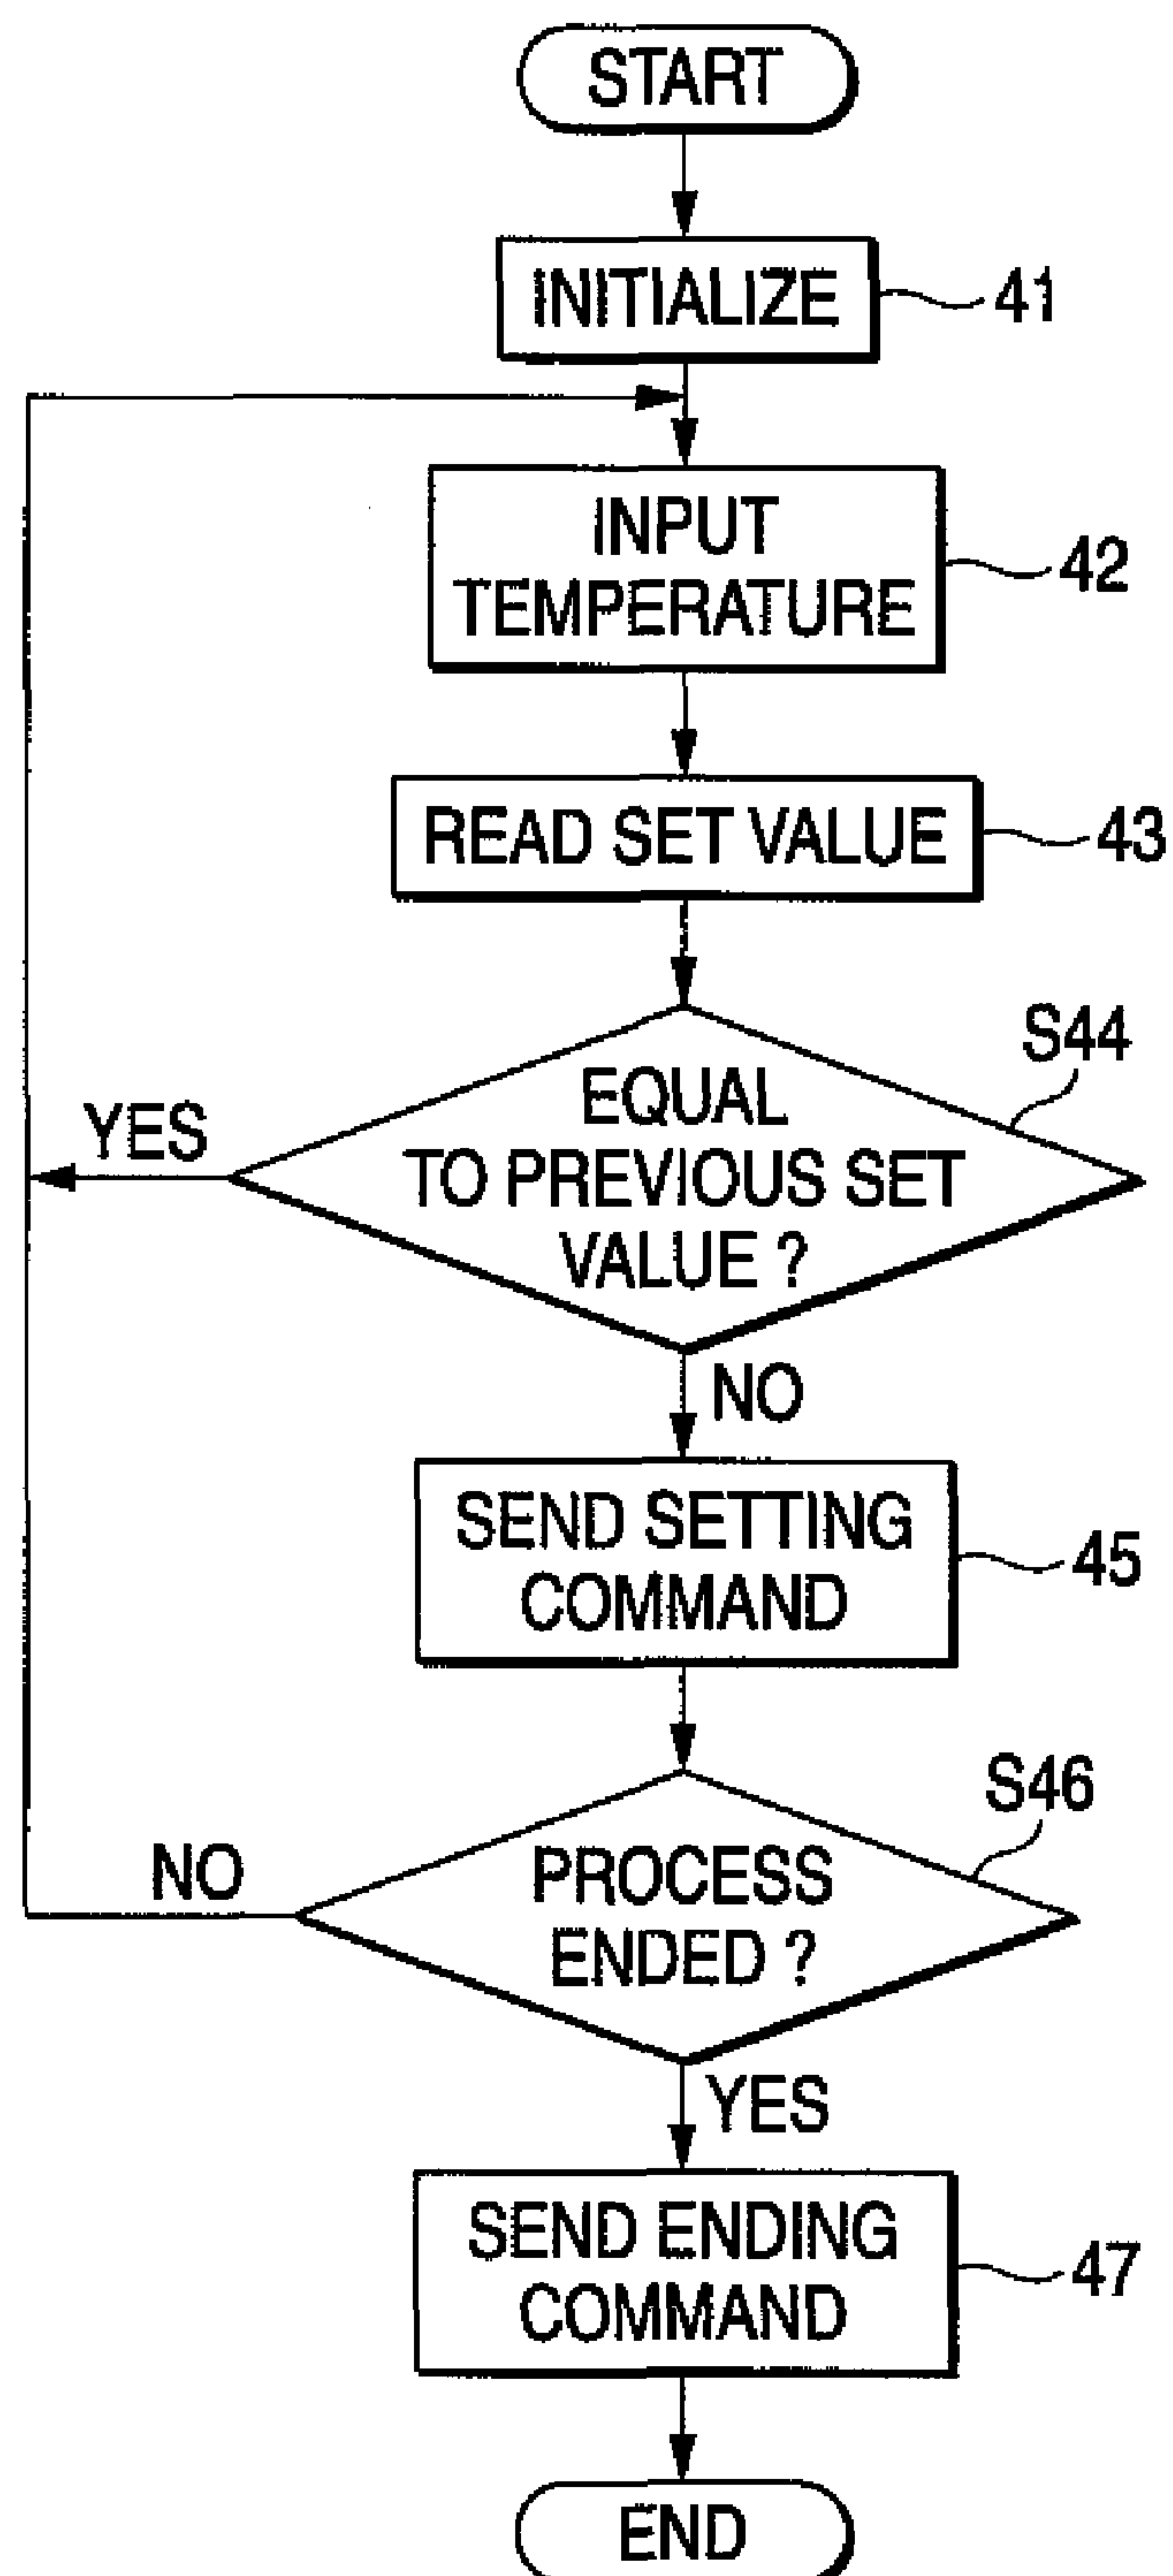 START
INITIALIZE
41
INPUT
TEMPERATURE
42
READ SET VALUE
43
S44
EQUAL
TO PREVIOUS SET
VALUE ?
YES
NO
SEND SETTING
COMMAND
45
S46
PROCESS
ENDED ?
NO
YES
SEND ENDING
COMMAND
47
END